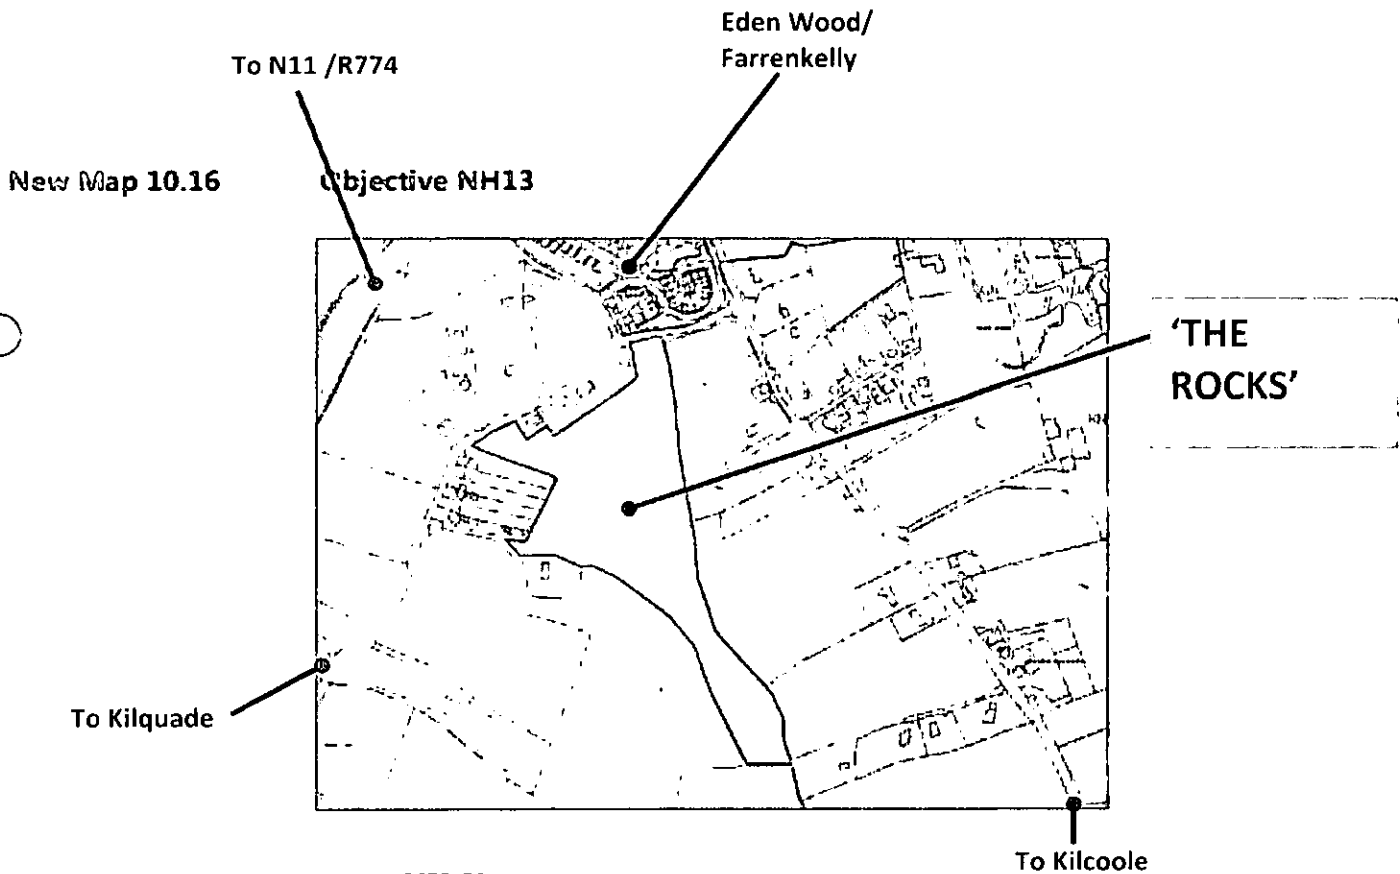 Eden Wood/
Farrenkelly
To N11 /R774
New Map 10.16 Objective NH13
'THE
ROCKS'
To Kilquade
To Kilcoole